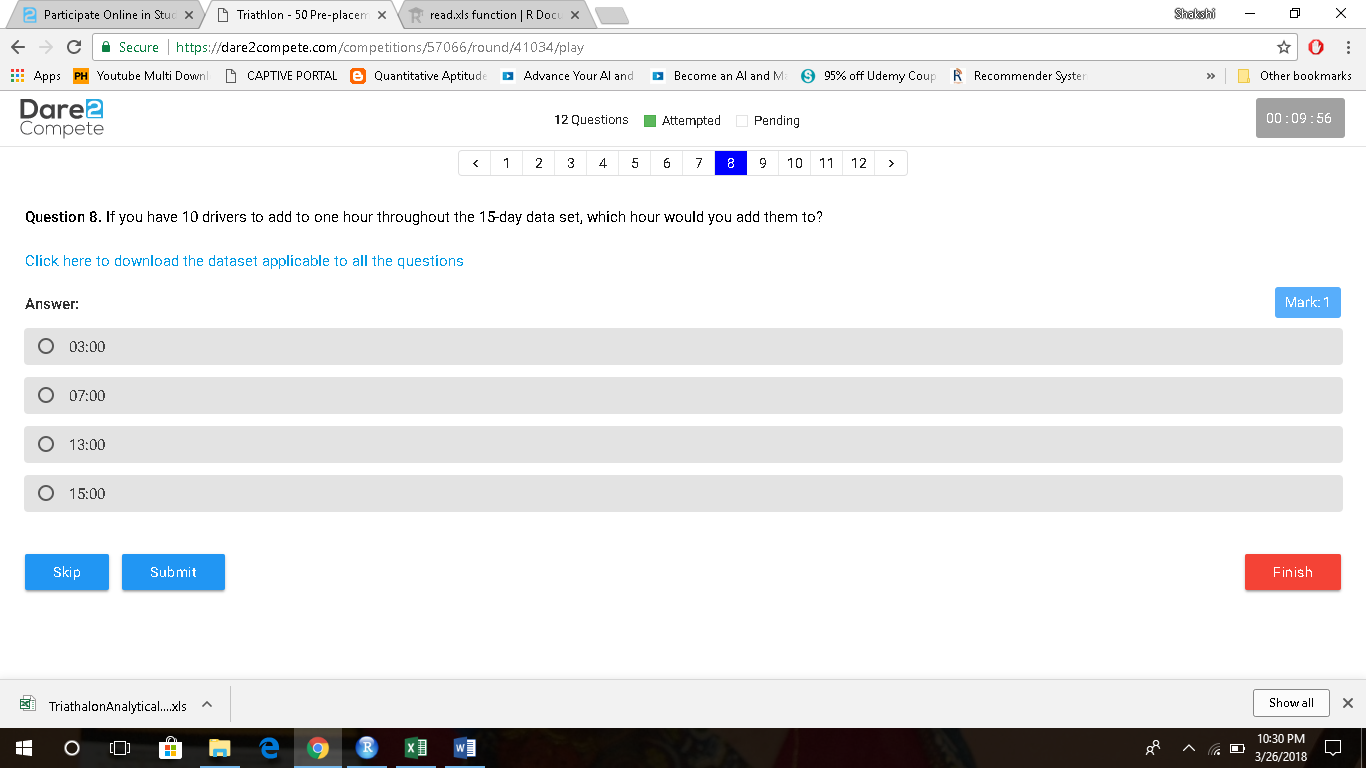 Participate Online in Stuc
Triathlon - 50 Pre-placem
read.xls function | R Docu
Shakshi
Secure
https://dare2compete.com/competitions/57066/round/41034/play
Apps
PH
Youtube Multi Downl
CAPTIVE PORTAL
Quantitative Aptitude
Advance Your AI and
Become an AI and M
95% off Udemy Coup
Recommender System
»
Other bookmarks
Dare2
Compete
12 Questions
Attempted
Pending
00 : 09 : 56
< 1 2 3 4 5 6 7 8 9 10 11 12 >
Question 8. If you have 10 drivers to add to one hour throughout the 15-day data set, which hour would you add them to?
Click here to download the dataset applicable to all the questions
Answer:
Mark: 1
03:00
07:00
13:00
15:00
Skip
Submit
Finish
TriathalonAnalytical....xls
Show all
10:30 PM
3/26/2018